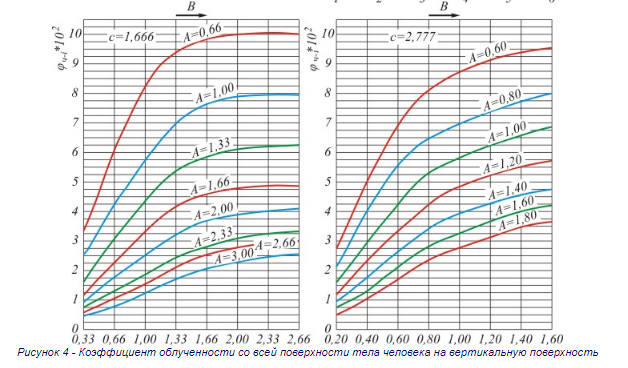 B
B
φч-i*10²
c=1,666
A=0,66
A=1,00
A=1,33
A=1,66
A=2,00
A=2,33
A=2,66
A=3,00
10
9
8
7
6
5
4
3
2
1
0
0,33 0,66 1,00 1,33 1,66 2,00 2,33 2,66
φч-i*10²
c=2,777
A=0,60
A=0,80
A=1,00
A=1,20
A=1,40
A=1,60
A=1,80
10
9
8
7
6
5
4
3
2
1
0
0,20 0,40 0,60 0,80 1,00 1,20 1,40 1,60
Рисунок 4 - Коэффициент облученности со всей поверхности тела человека на вертикальную поверхность